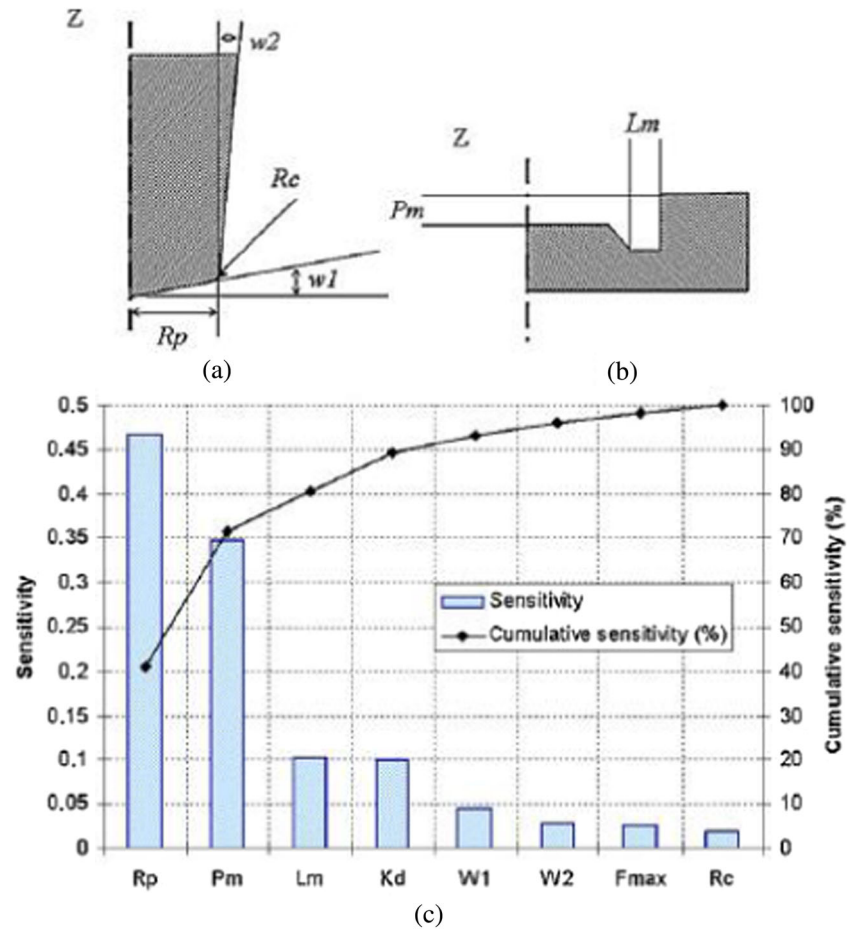 Z
w2
Rc
w1
Rp
(a)
Z
Lm
Pm
(b)
0.5
0.45
0.4
0.35
0.3
0.25
0.2
0.15
0.1
0.05
0
Sensitivity
100
90
80
70
60
50
40
30
20
10
0
Cumulative sensitivity (%)
Sensitivity
Cumulative sensitivity (%)
Rp Pm Lm Kd W1 W2 Fmax Rc
(c)